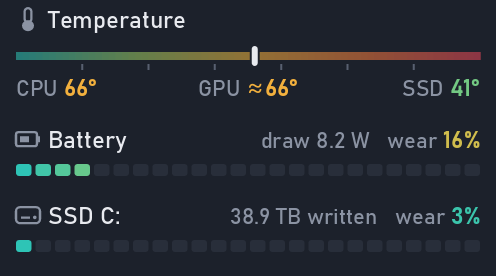 Temperature
CPU 66° GPU ≈66° SSD 41°
Battery draw 8.2 W wear 16%
SSD C: 38.9 TB written wear 3%